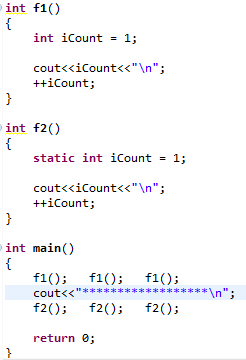 int f1()
{
    int iCount = 1;

    cout<<iCount<<"\n";
    ++iCount;
}

int f2()
{
    static int iCount = 1;

    cout<<iCount<<"\n";
    ++iCount;
}

int main()
{
    f1();   f1();   f1();
    cout<<"******************\n";
    f2();   f2();   f2();

    return 0;
}